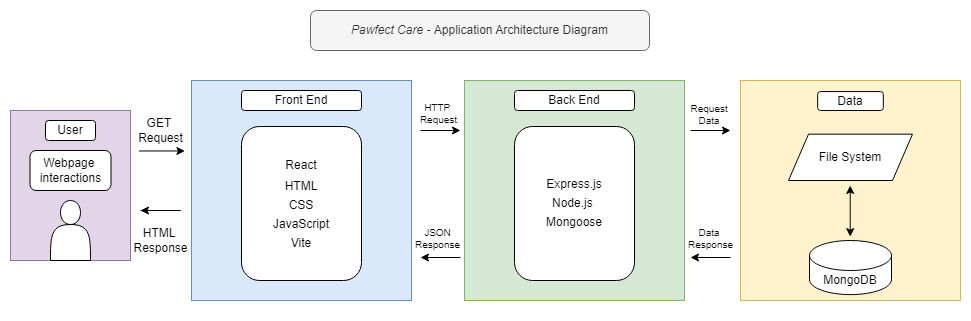 Pawfect Care - Application Architecture Diagram
User
Webpage
interactions
GET
Request
HTML
Response
Front End
React
HTML
CSS
JavaScript
Vite
HTTP
Request
JSON
Response
Back End
Express.js
Node.js
Mongoose
Request
Data
Data
Response
Data
File System
MongoDB